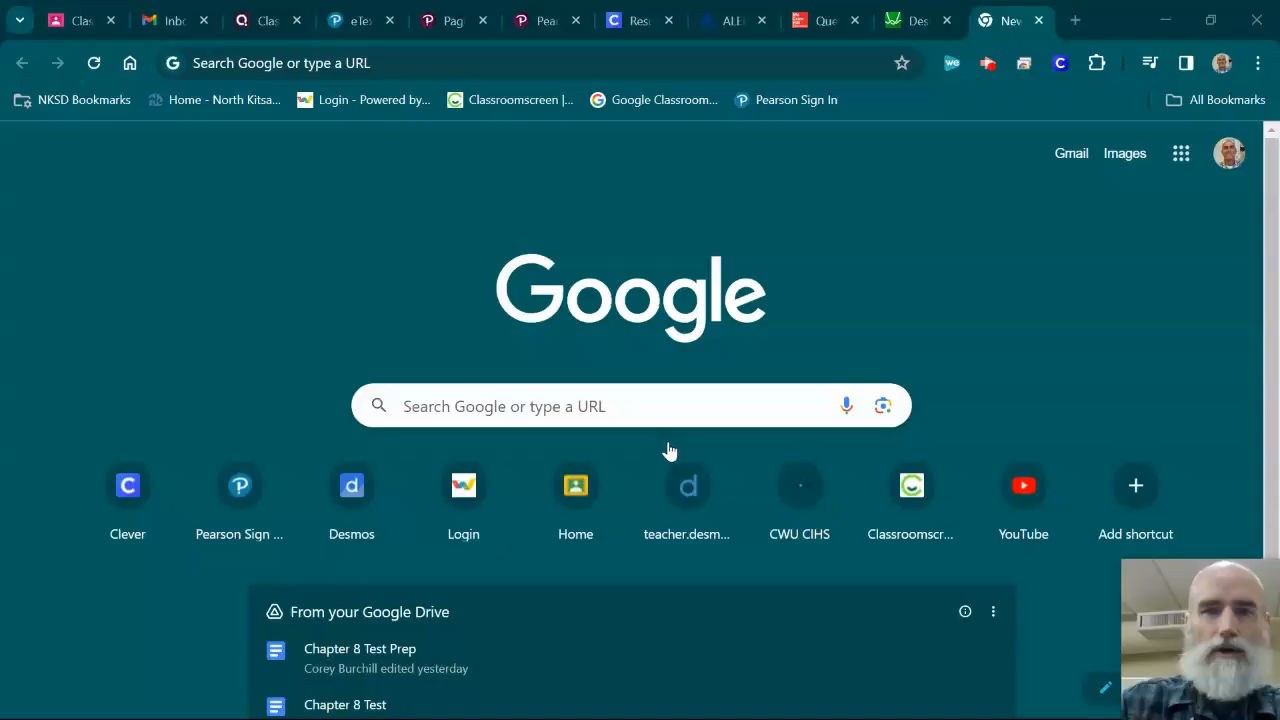 Clas
Inbo
Clas
eTex
Pag
Pear
Reso
ALE
Que
Des
New
Search Google or type a URL
NKSD Bookmarks
Home - North Kitsa...
Login - Powered by...
Classroomscreen |...
Google Classroom...
Pearson Sign In
All Bookmarks
Gmail
Images
Google
Search Google or type a URL
Clever
Pearson Sign ...
Desmos
Login
Home
teacher.desm...
CWU CIHS
Classroomscr...
YouTube
Add shortcut
From your Google Drive
Chapter 8 Test Prep
Corey Burchill edited yesterday
Chapter 8 Test